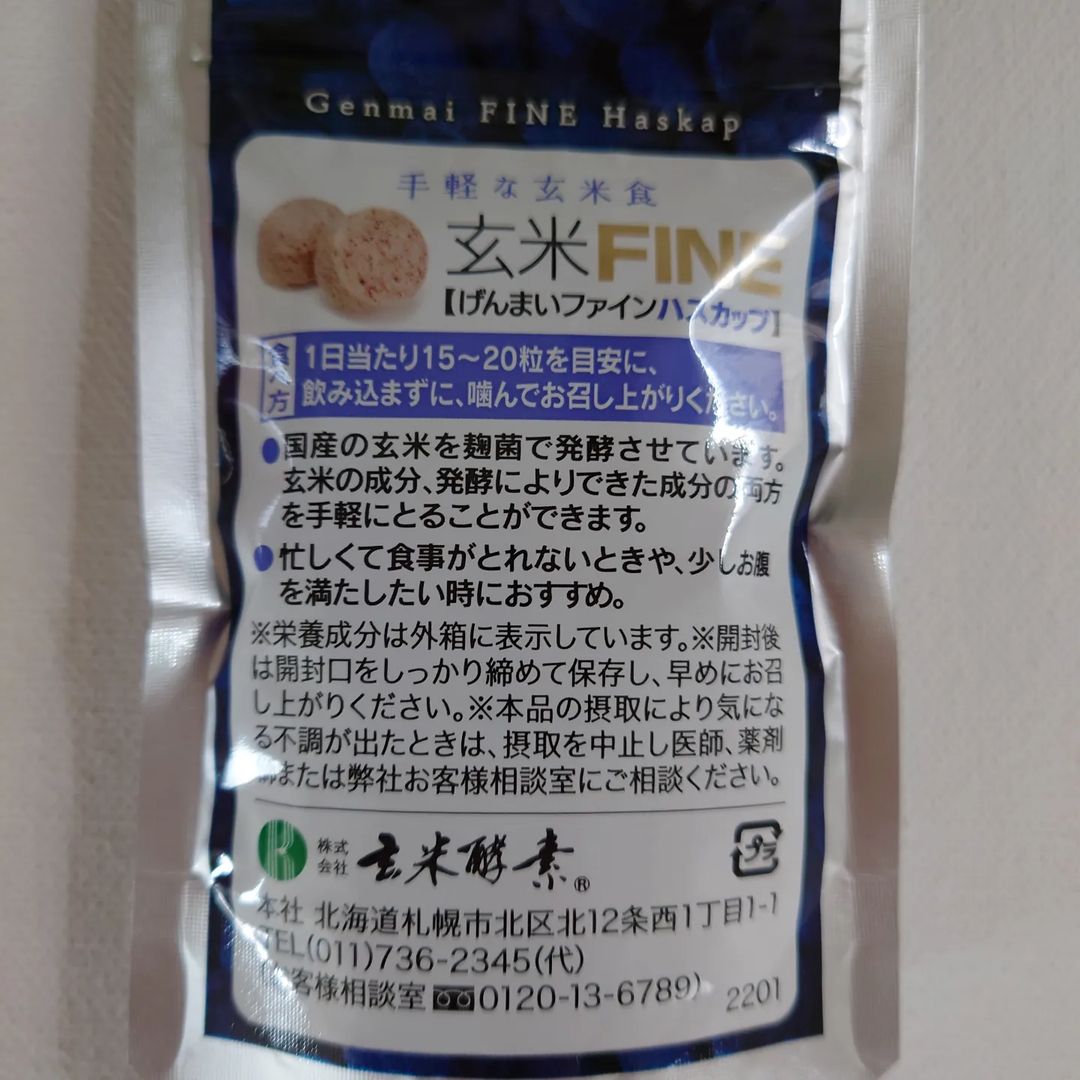 Genmai FINE Haskap
手軽な玄米食
玄米FINE
【げんまいファインハスカップ】
食べ方
1日当たり15〜20粒を目安に、
飲み込まずに、噛んでお召し上がりください。
●国産の玄米を麹菌で発酵させています。
玄米の成分、発酵によりできた成分の両方
を手軽にとることができます。
●忙しくて食事がとれないときや、少しお腹
を満たしたい時におすすめ。
※栄養成分は外箱に表示しています。※開封後
は開封口をしっかり締めて保存し、早めにお召
し上がりください。※本品の摂取により気にな
る不調が出たときは、摂取を中止し医師、薬剤
師または弊社お客様相談室にご相談ください。
株式会社 玄米酵素®
プラ
本社 北海道札幌市北区北12条西1丁目1-1
TEL(011)736-2345(代)
(お客様相談室 0120-13-6789)
2201